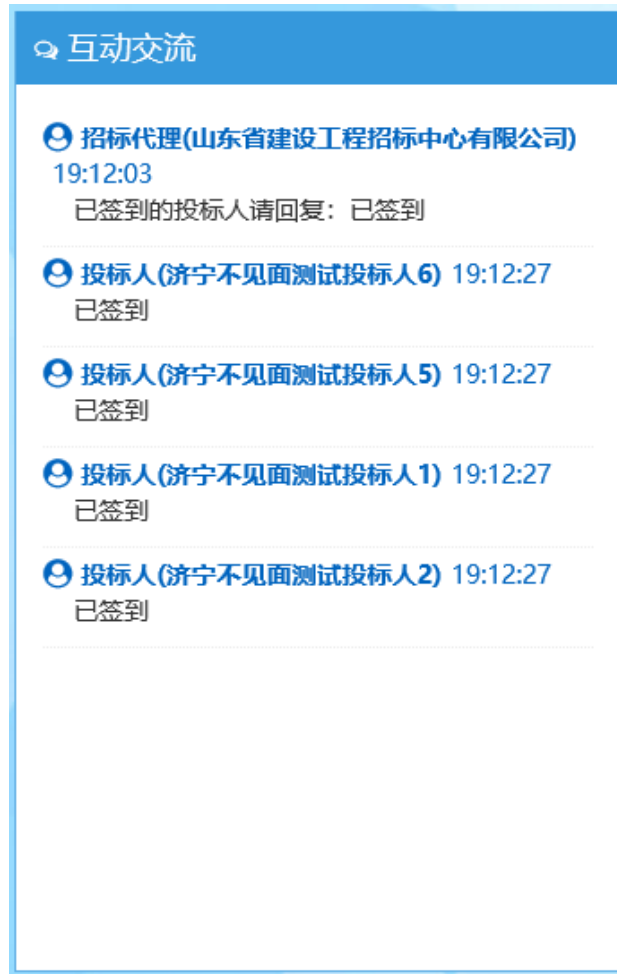 互动交流
招标代理(山东省建设工程招标中心有限公司)
19:12:03
已签到的投标人请回复：已签到
投标人(济宁不见面测试投标人6) 19:12:27
已签到
投标人(济宁不见面测试投标人5) 19:12:27
已签到
投标人(济宁不见面测试投标人1) 19:12:27
已签到
投标人(济宁不见面测试投标人2) 19:12:27
已签到